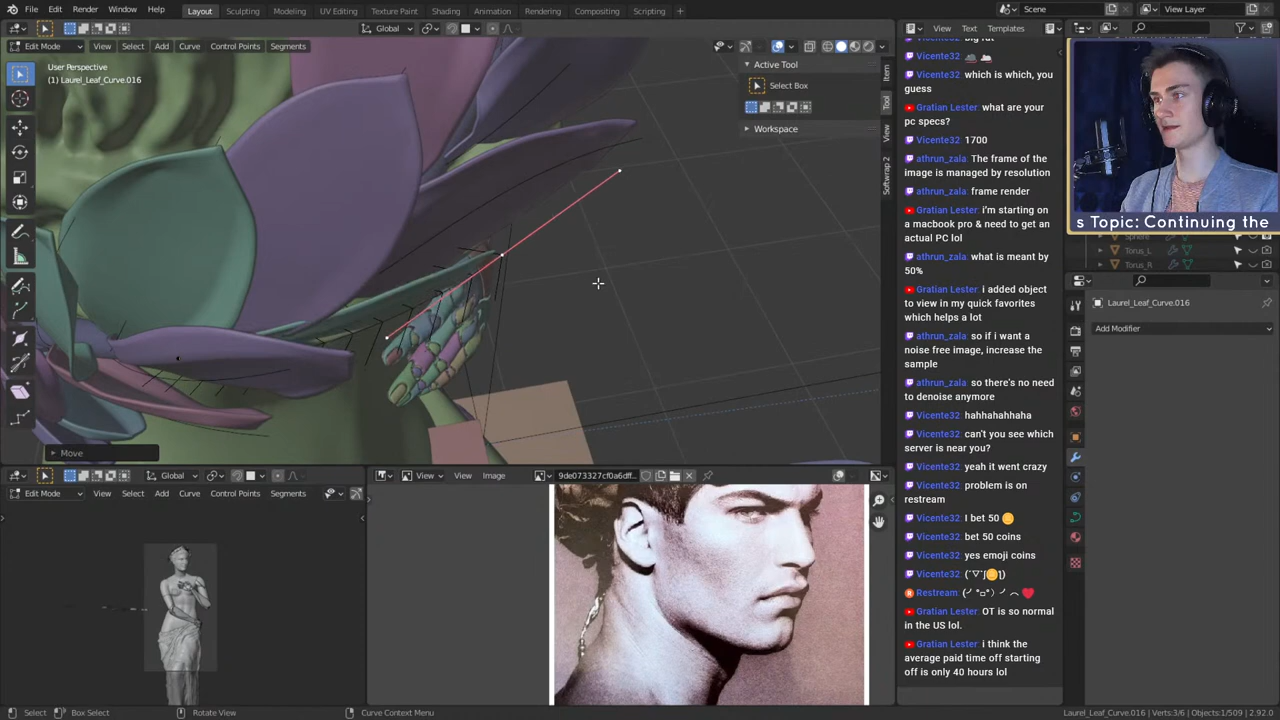 File Edit Render Window Help Layout Sculpting Modeling UV Editing Texture Paint Shading Animation Rendering Compositing Scripting + Scene View Layer
Global
Edit Mode View Select Add Curve Control Points Segments
User Perspective
(1) Laurel_Leaf_Curve.016
Active Tool
Select Box
Workspace
Item
Tool
View
Softwrap 2
Move
Global
Edit Mode View Select Add Curve Control Points Segments
View View Image 9de073327cf0a6dff...
View Text Templates
Vicente32:
Vicente32: which is which, you
guess
Gratian Lester: what are your
pc specs?
Vicente32: 1700
athrun_zala: The frame of the
image is managed by resolution
athrun_zala: frame render
Gratian Lester: i'm starting on
a macbook pro & need to get an
actual PC lol
athrun_zala: what is meant by
50%
Gratian Lester: i added object
to view in my quick favorites
which helps a lot
athrun_zala: so if i want a
noise free image, increase the
sample
athrun_zala: so there's no need
to denoise anymore
Vicente32: hahhahahhaha
Vicente32: can't you see which
server is near you?
Vicente32: yeah it went crazy
Vicente32: problem is on
restream
Vicente32: I bet 50
Vicente32: bet 50 coins
Vicente32: yes emoji coins
Gratian Lester: OT is so normal
in the US lol.
Gratian Lester: i think the
average paid time off starting
off is only 40 hours lol
s Topic: Continuing the
Torus_L
Torus_R
Laurel_Leaf_Curve.016
Add Modifier
Select Box Select Rotate View Curve Context Menu
Laurel_Leaf_Curve.016 | Verts:3/6 | Objects:1/509 | 2.92.0